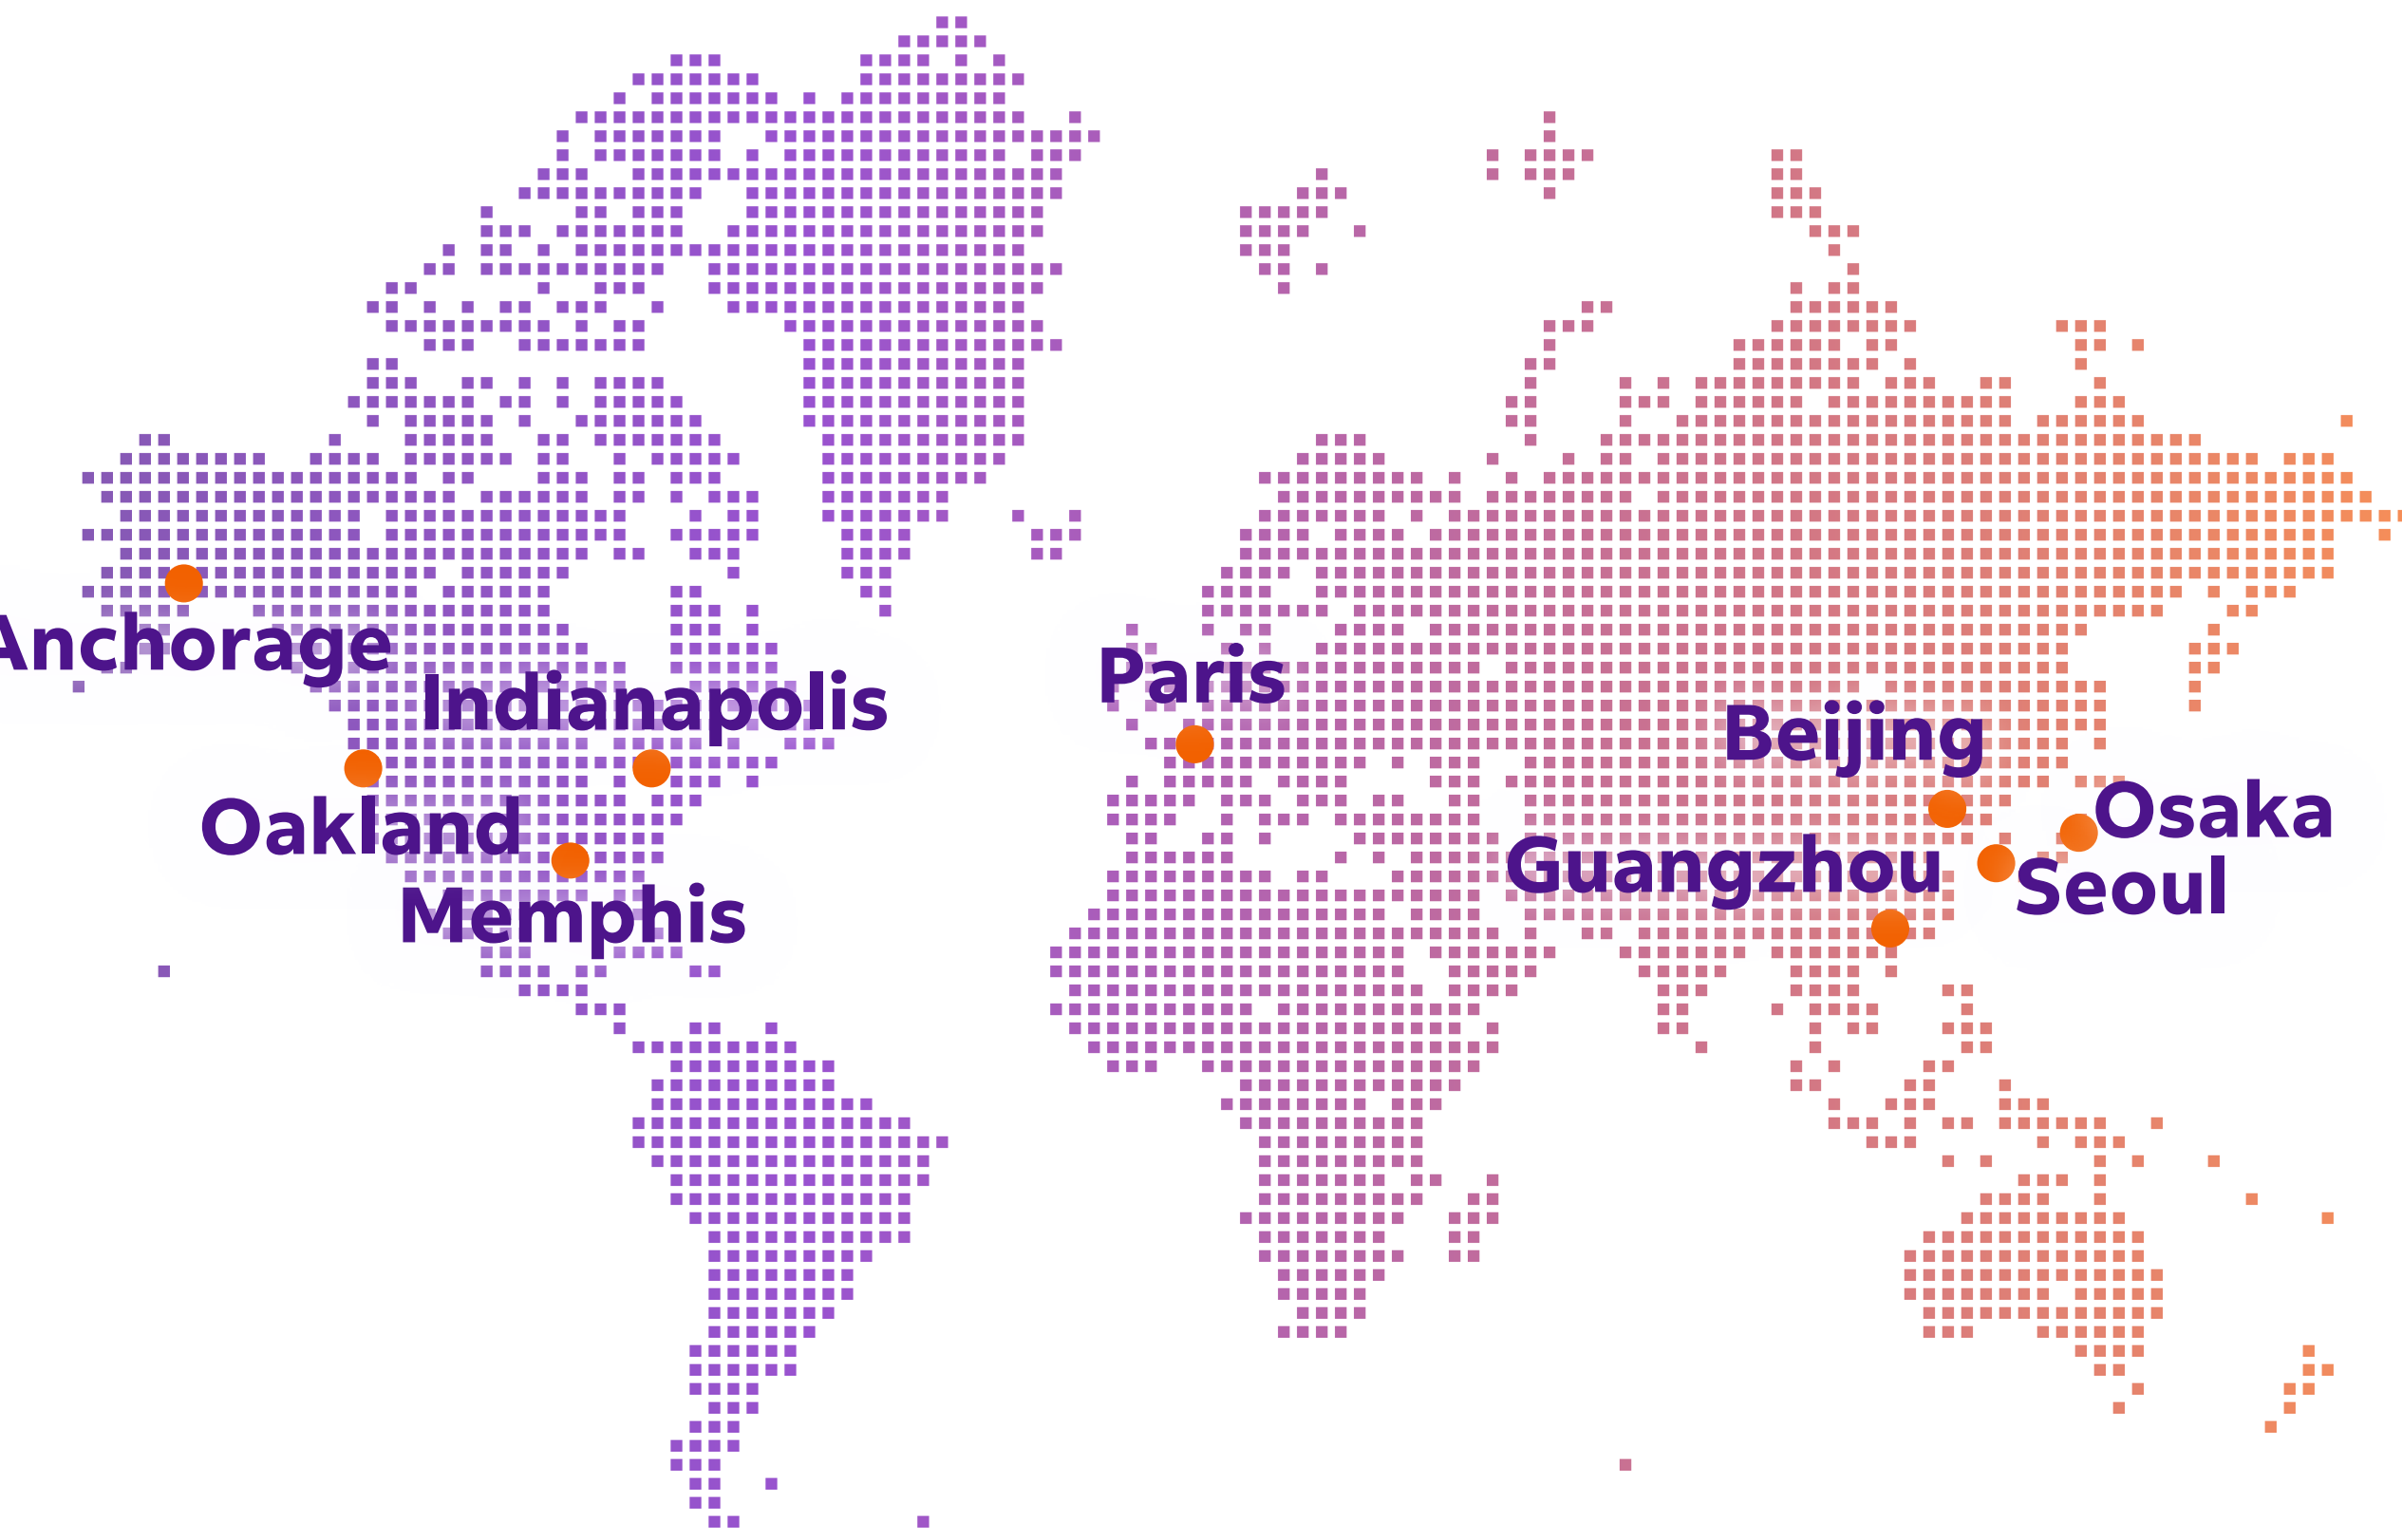 Anchorage
Indianapolis
Oakland
Memphis
Paris
Beijing
Osaka
Guangzhou
Seoul